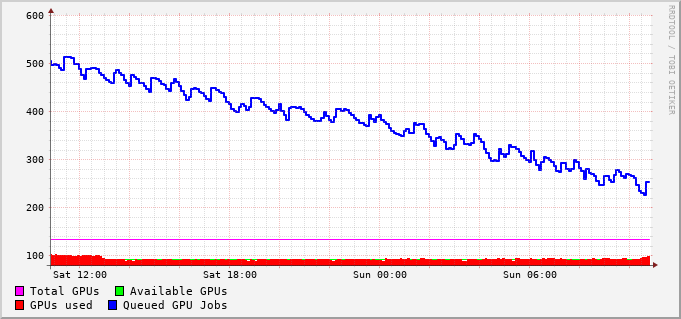 600
500
400
300
200
100
Sat 12:00 Sat 18:00 Sun 00:00 Sun 06:00
Total GPUs Available GPUs
GPUs used Queued GPU Jobs
RRDTOOL / TOBI OETIKER